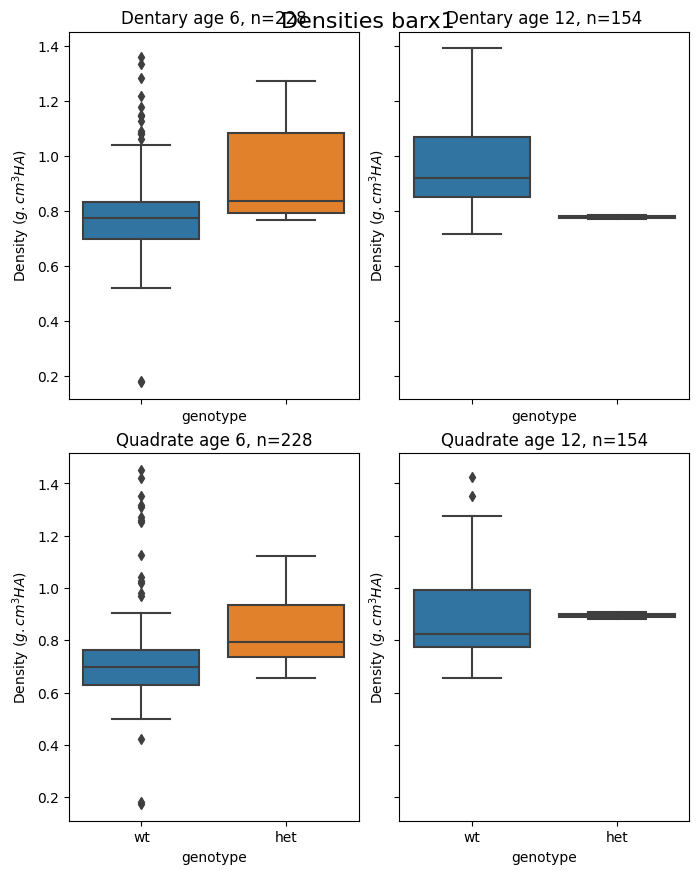 Densities barx1
Dentary age 6, n=228
Dentary age 12, n=154
Density (g.cm³HA)
1.4
1.2
1.0
0.8
0.6
0.4
0.2
genotype
Density (g.cm³HA)
genotype
Quadrate age 6, n=228
Quadrate age 12, n=154
Density (g.cm³HA)
1.4
1.2
1.0
0.8
0.6
0.4
0.2
wt
het
genotype
Density (g.cm³HA)
wt
het
genotype